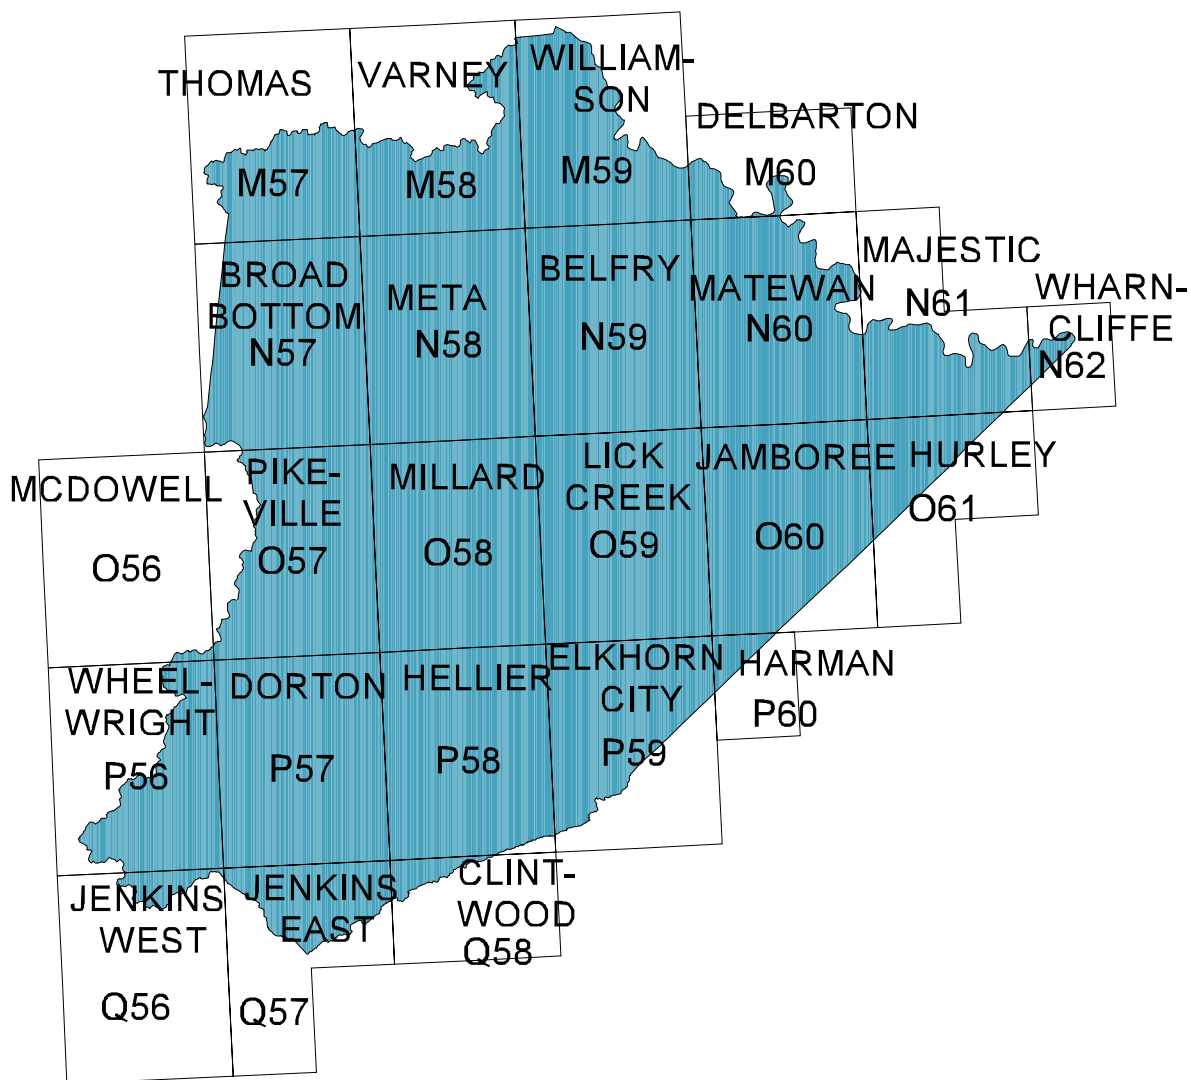 THOMAS
M57
VARNEY
M58
WILLIAM-
SON
M59
DELBARTON
M60
BROAD
BOTTOM
N57
META
N58
BELFRY
N59
MATEWAN
N60
MAJESTIC
N61
WHARN-
CLIFFE
N62
MCDOWELL
O56
PIKE-
VILLE
O57
MILLARD
O58
LICK
CREEK
O59
JAMBOREE
O60
HURLEY
O61
WHEEL-
WRIGHT
P56
DORTON
P57
HELLIER
P58
ELKHORN
CITY
P59
HARMAN
P60
JENKINS
WEST
Q56
JENKINS
EAST
Q57
CLINT-
WOOD
Q58